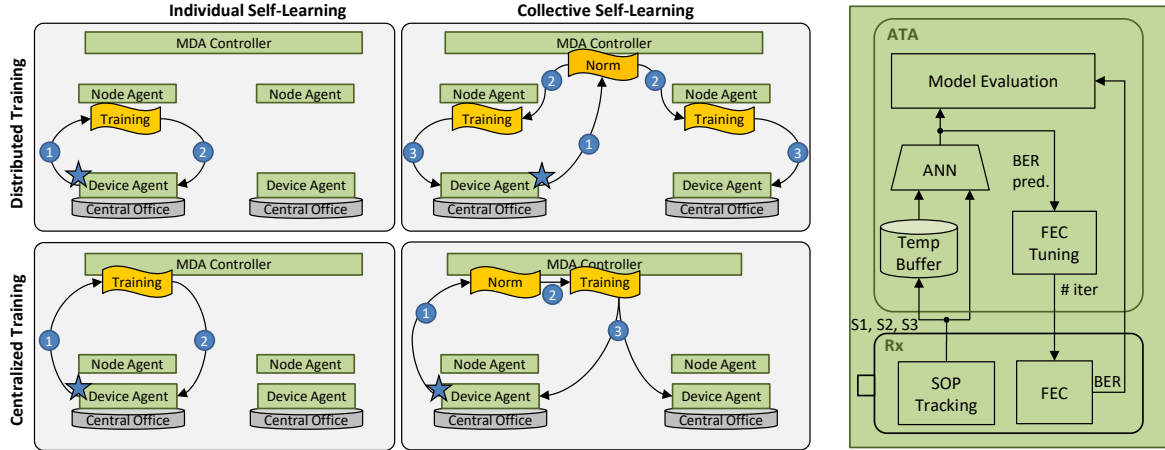 Individual Self-Learning
Collective Self-Learning
Distributed Training
MDA Controller
Node Agent
Node Agent
Training
1
2
Device Agent
Device Agent
Central Office
Central Office
MDA Controller
Norm
2
2
Node Agent
Node Agent
Training
Training
1
3
3
Device Agent
Device Agent
Central Office
Central Office
Centralized Training
MDA Controller
Training
1
2
Node Agent
Node Agent
Device Agent
Device Agent
Central Office
Central Office
MDA Controller
Norm
Training
2
1
3
Node Agent
Node Agent
Device Agent
Device Agent
Central Office
Central Office
ATA
Model Evaluation
ANN
BER
pred.
Temp
Buffer
FEC
Tuning
# iter
S1, S2, S3
Rx
SOP
Tracking
FEC
BER